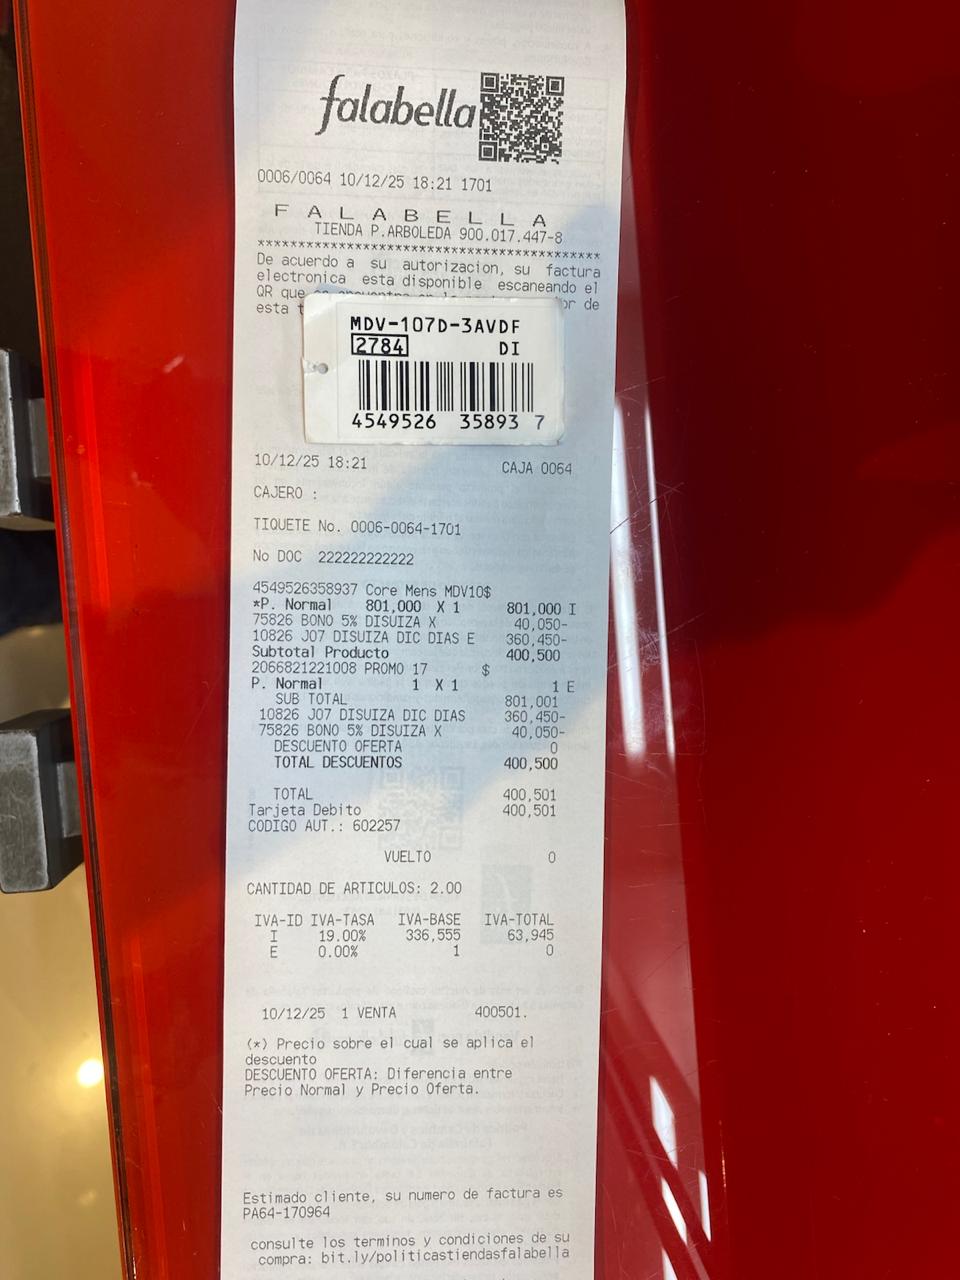 falabella
0006/0064 10/12/25 18:21 1701
F A L A B E L L A
TIENDA P.ARBOLEDA 900.017.447-8
******************************************
De acuerdo a su autorizacion, su factura
electronica esta disponible escaneando el
QR que de
esta
MDV-107D-3AVDF
2784 DI
4549526 35893 7
10/12/25 18:21 CAJA 0064
CAJERO :
TIQUETE No. 0006-0064-1701
No DOC 222222222222
4549526358937 Core Mens MDV10$
*P. Normal 801,000 X 1 801,000 I
75826 BONO 5% DISUIZA X 40,050-
10826 J07 DISUIZA DIC DIAS E 360,450-
Subtotal Producto 400,500
2066821221008 PROMO 17 $
P. Normal 1 X 1 1 E
SUB TOTAL 801,001
10826 J07 DISUIZA DIC DIAS 360,450-
75826 BONO 5% DISUIZA X 40,050-
DESCUENTO OFERTA 0
TOTAL DESCUENTOS 400,500
TOTAL 400,501
Tarjeta Debito 400,501
CODIGO AUT.: 602257
VUELTO 0
CANTIDAD DE ARTICULOS: 2.00
IVA-ID IVA-TASA IVA-BASE IVA-TOTAL
I 19.00% 336,555 63,945
E 0.00% 1 0
10/12/25 1 VENTA 400501.
(*) Precio sobre el cual se aplica el
descuento
DESCUENTO OFERTA: Diferencia entre
Precio Normal y Precio Oferta.
Estimado cliente, su numero de factura es
PA64-170964
consulte los terminos y condiciones de su
compra: bit.ly/politicastiendasfalabella